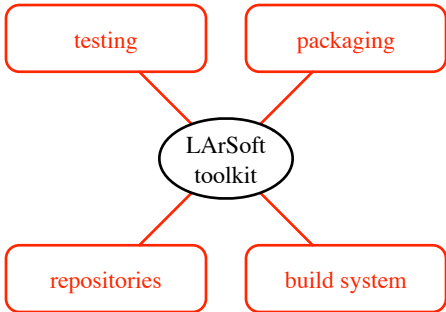 testing
packaging
LArSoft
toolkit
repositories
build system